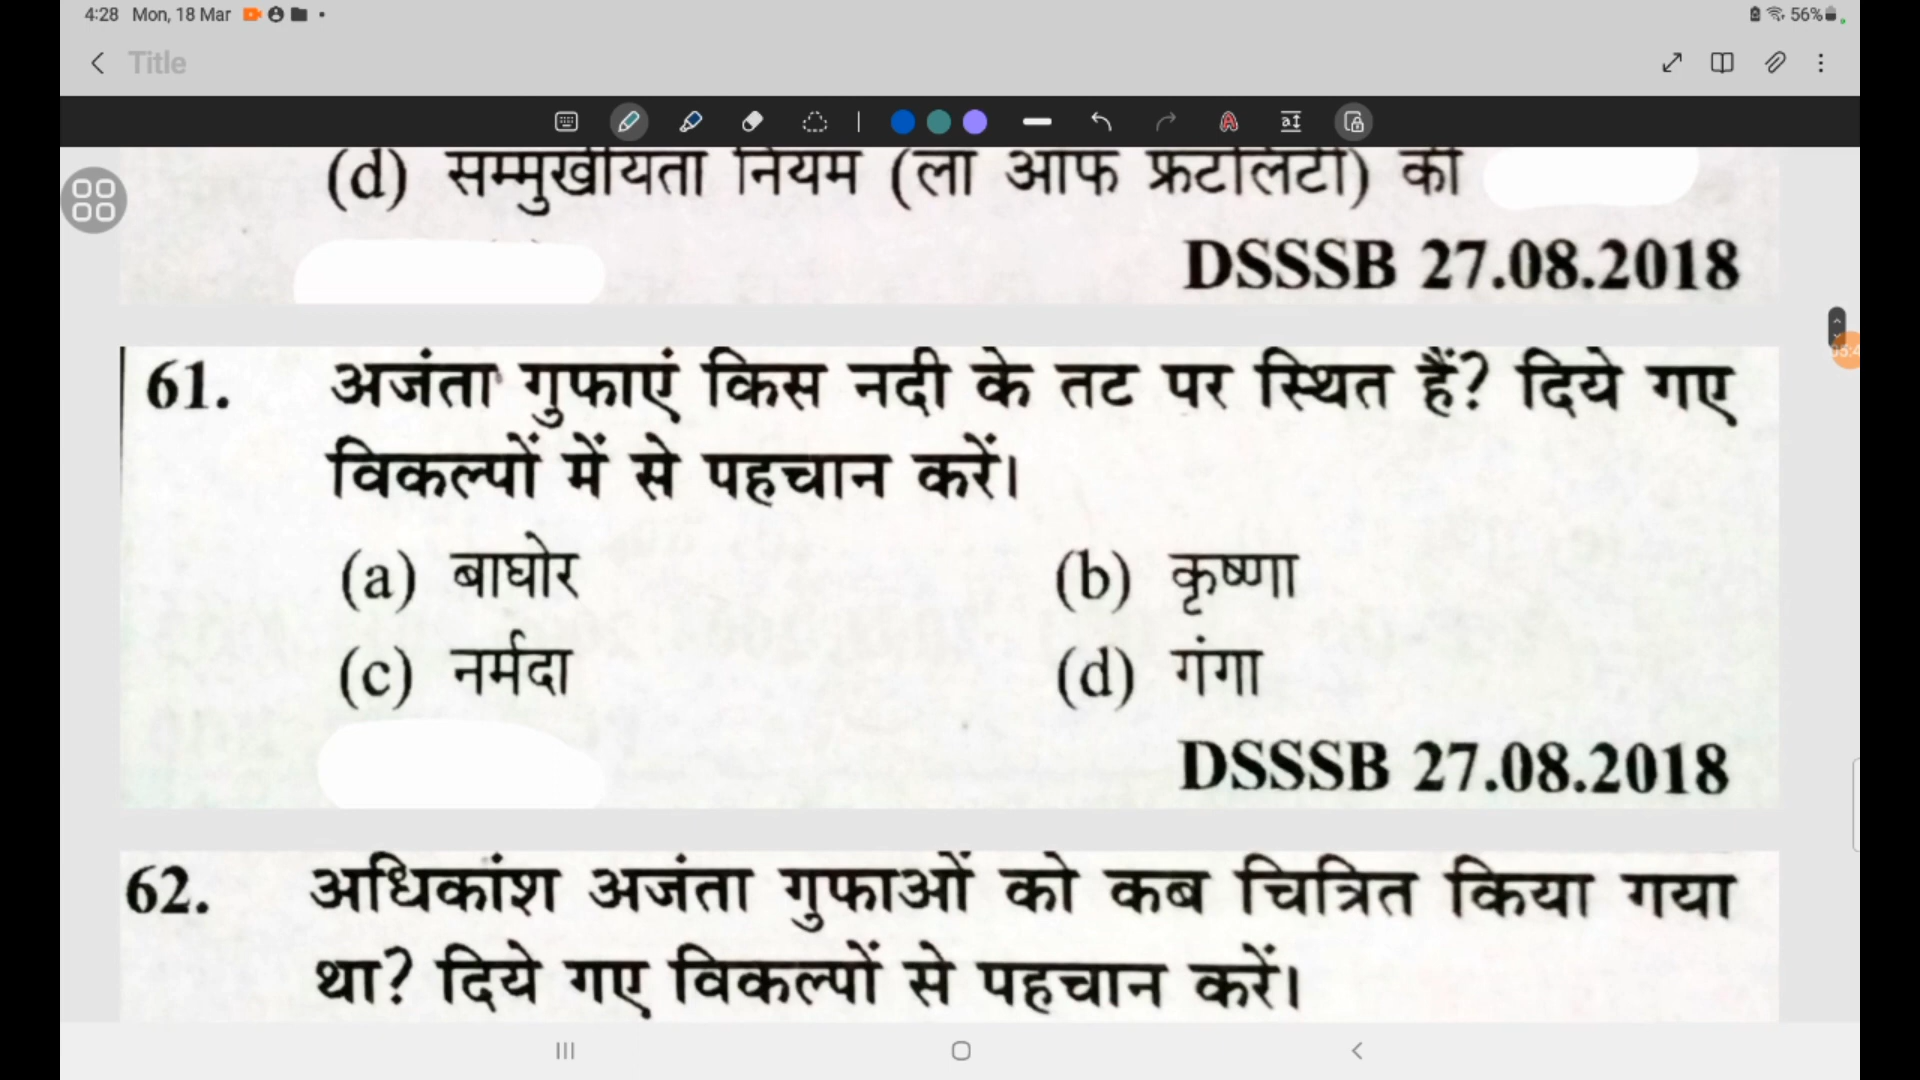 4:28 Mon, 18 Mar
56%
Title
(d) सम्मुखीयता नियम (लॉ ऑफ फ्रंटलिटी) की
DSSSB 27.08.2018
61. अजंता गुफाएं किस नदी के तट पर स्थित हैं? दिये गए
विकल्पों में से पहचान करें।
(a) बाघोर (b) कृष्णा
(c) नर्मदा (d) गंगा
DSSSB 27.08.2018
62. अधिकांश अजंता गुफाओं को कब चित्रित किया गया
था? दिये गए विकल्पों से पहचान करें।